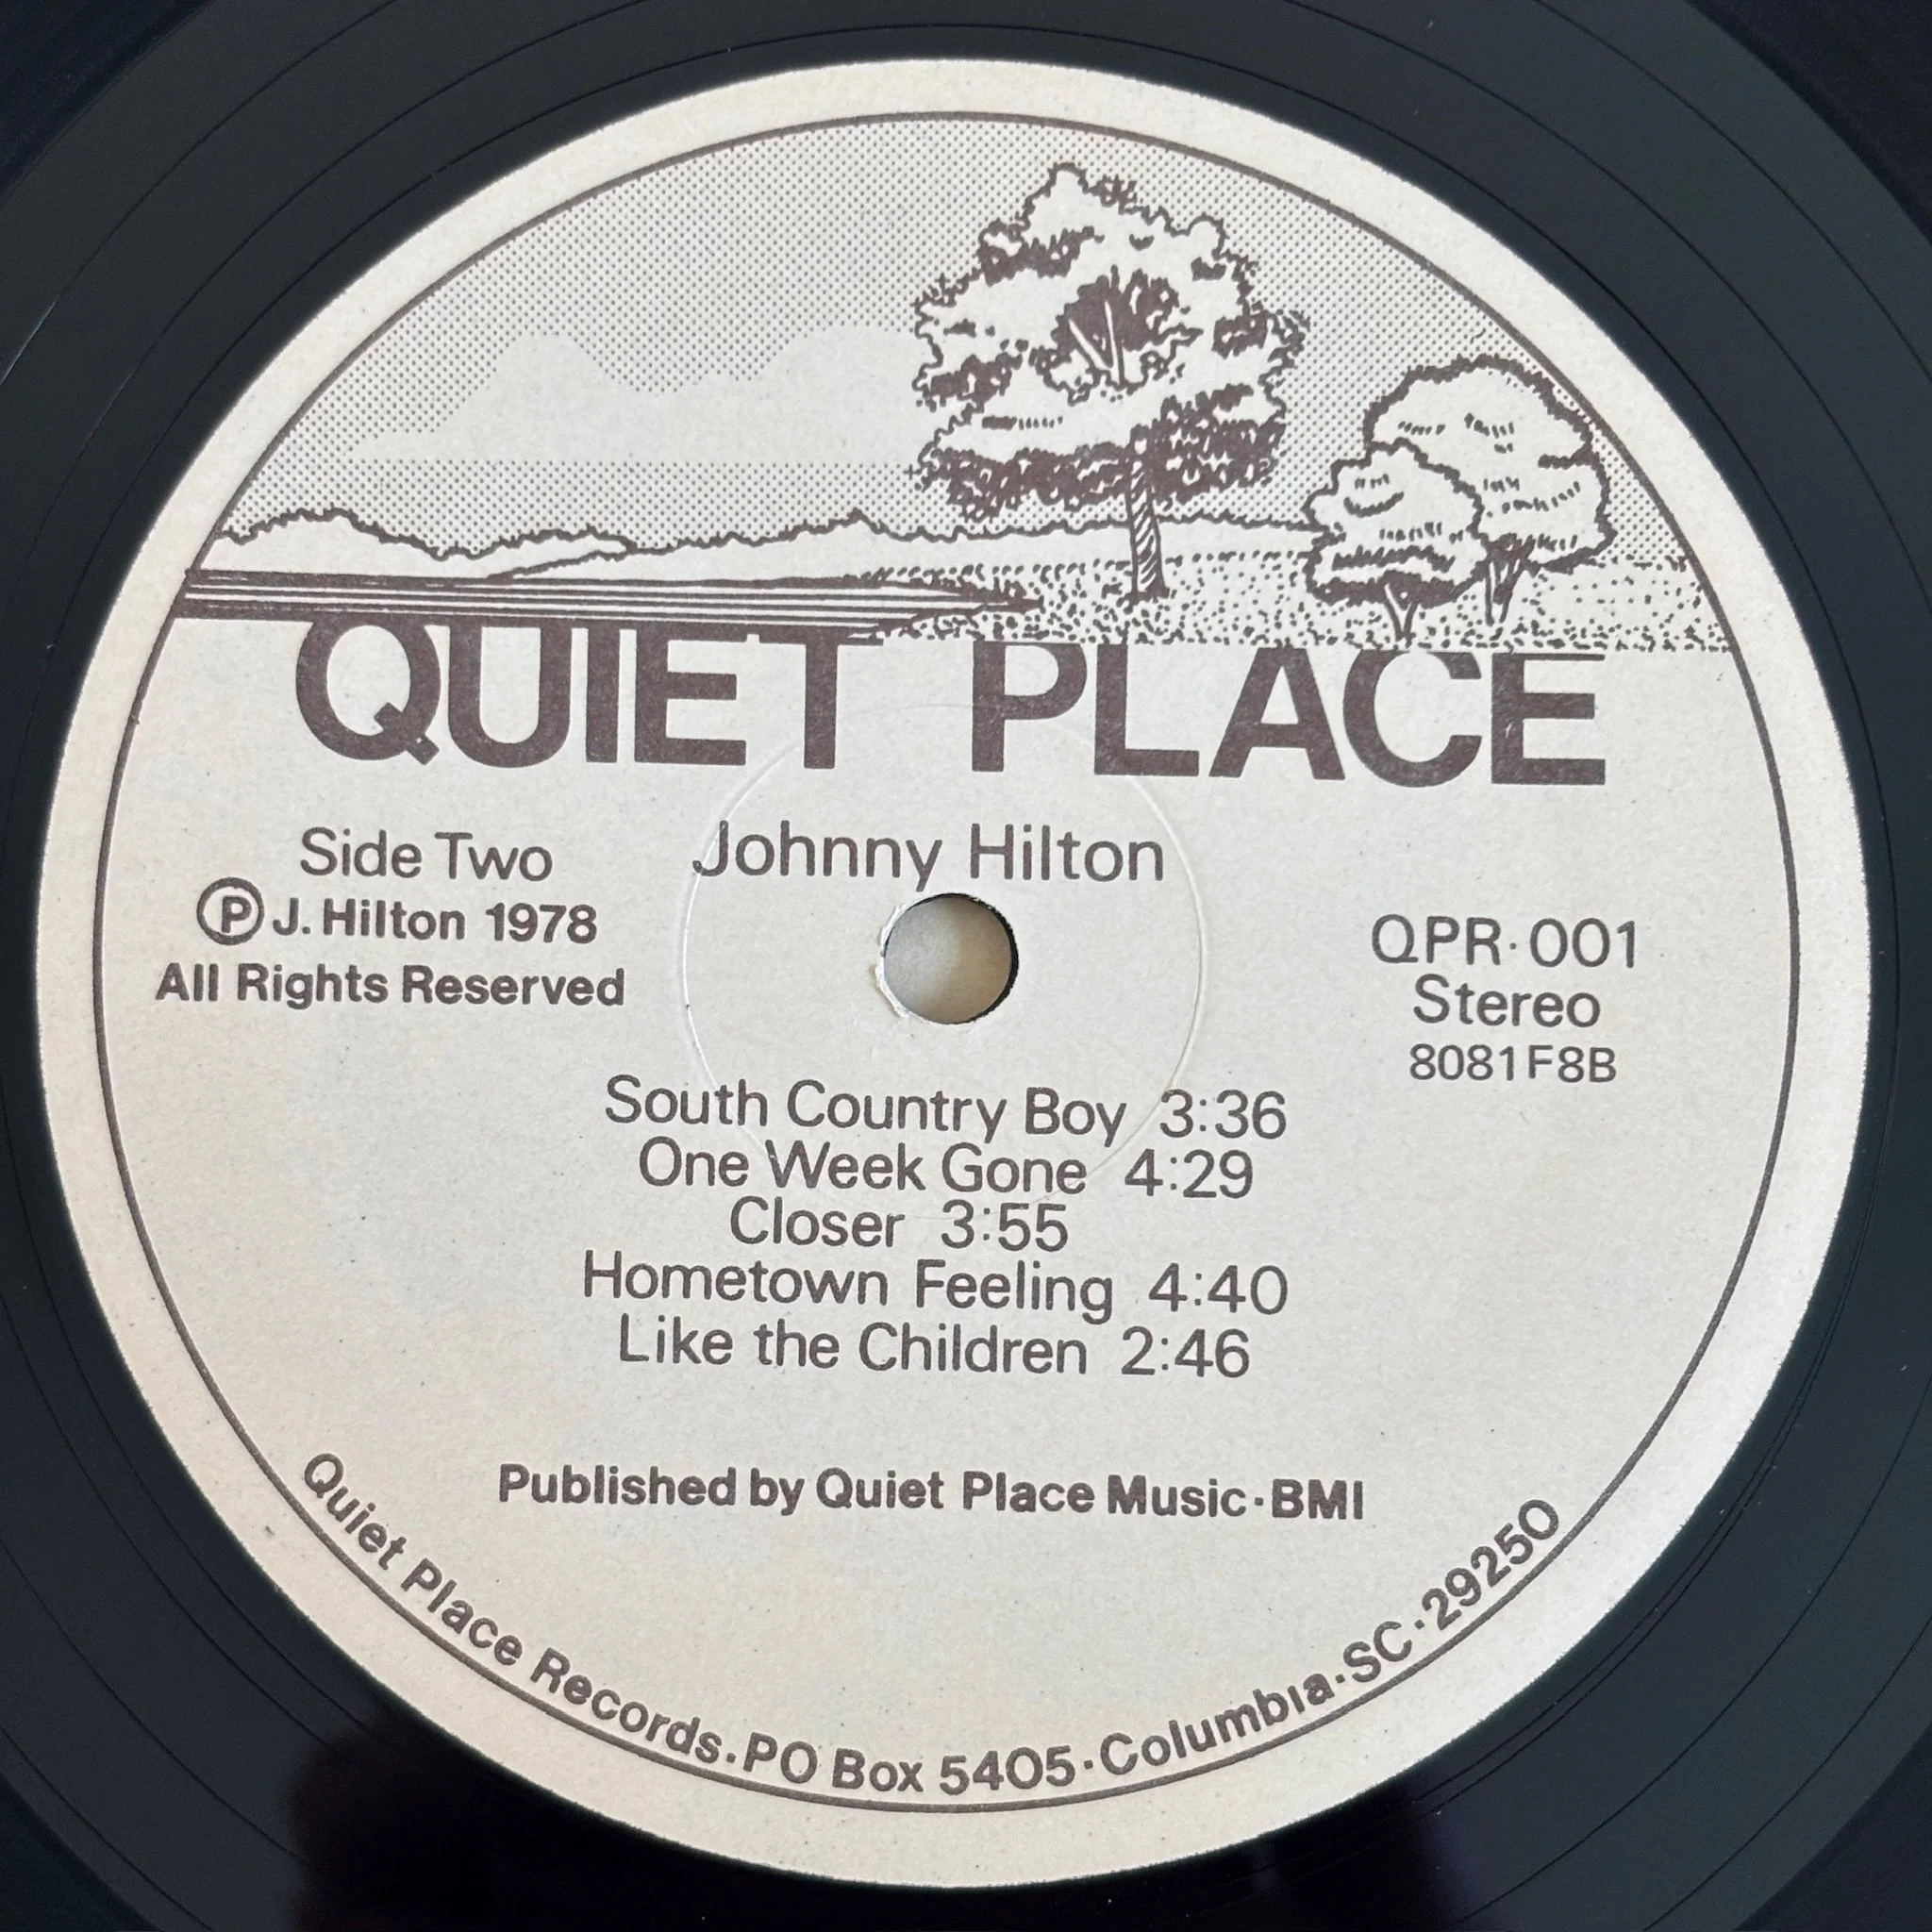 QUIET PLACE
Side Two
Johnny Hilton
Ⓟ J. Hilton 1978
All Rights Reserved
QPR·001
Stereo
8081F8B
South Country Boy 3:36
One Week Gone 4:29
Closer 3:55
Hometown Feeling 4:40
Like the Children 2:46
Published by Quiet Place Music·BMI
Quiet Place Records·PO Box 5405·Columbia·SC·29250